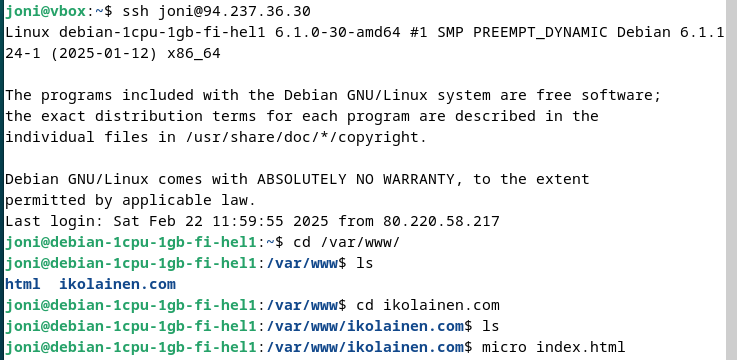 joni@vbox:~$ ssh joni@94.237.36.30
Linux debian-1cpu-1gb-fi-hel1 6.1.0-30-amd64 #1 SMP PREEMPT_DYNAMIC Debian 6.1.1
24-1 (2025-01-12) x86_64

The programs included with the Debian GNU/Linux system are free software;
the exact distribution terms for each program are described in the
individual files in /usr/share/doc/*/copyright.

Debian GNU/Linux comes with ABSOLUTELY NO WARRANTY, to the extent
permitted by applicable law.
Last login: Sat Feb 22 11:59:55 2025 from 80.220.58.217
joni@debian-1cpu-1gb-fi-hel1:~$ cd /var/www/
joni@debian-1cpu-1gb-fi-hel1:/var/www$ ls
html  ikolainen.com
joni@debian-1cpu-1gb-fi-hel1:/var/www$ cd ikolainen.com
joni@debian-1cpu-1gb-fi-hel1:/var/www/ikolainen.com$ ls
joni@debian-1cpu-1gb-fi-hel1:/var/www/ikolainen.com$ micro index.html